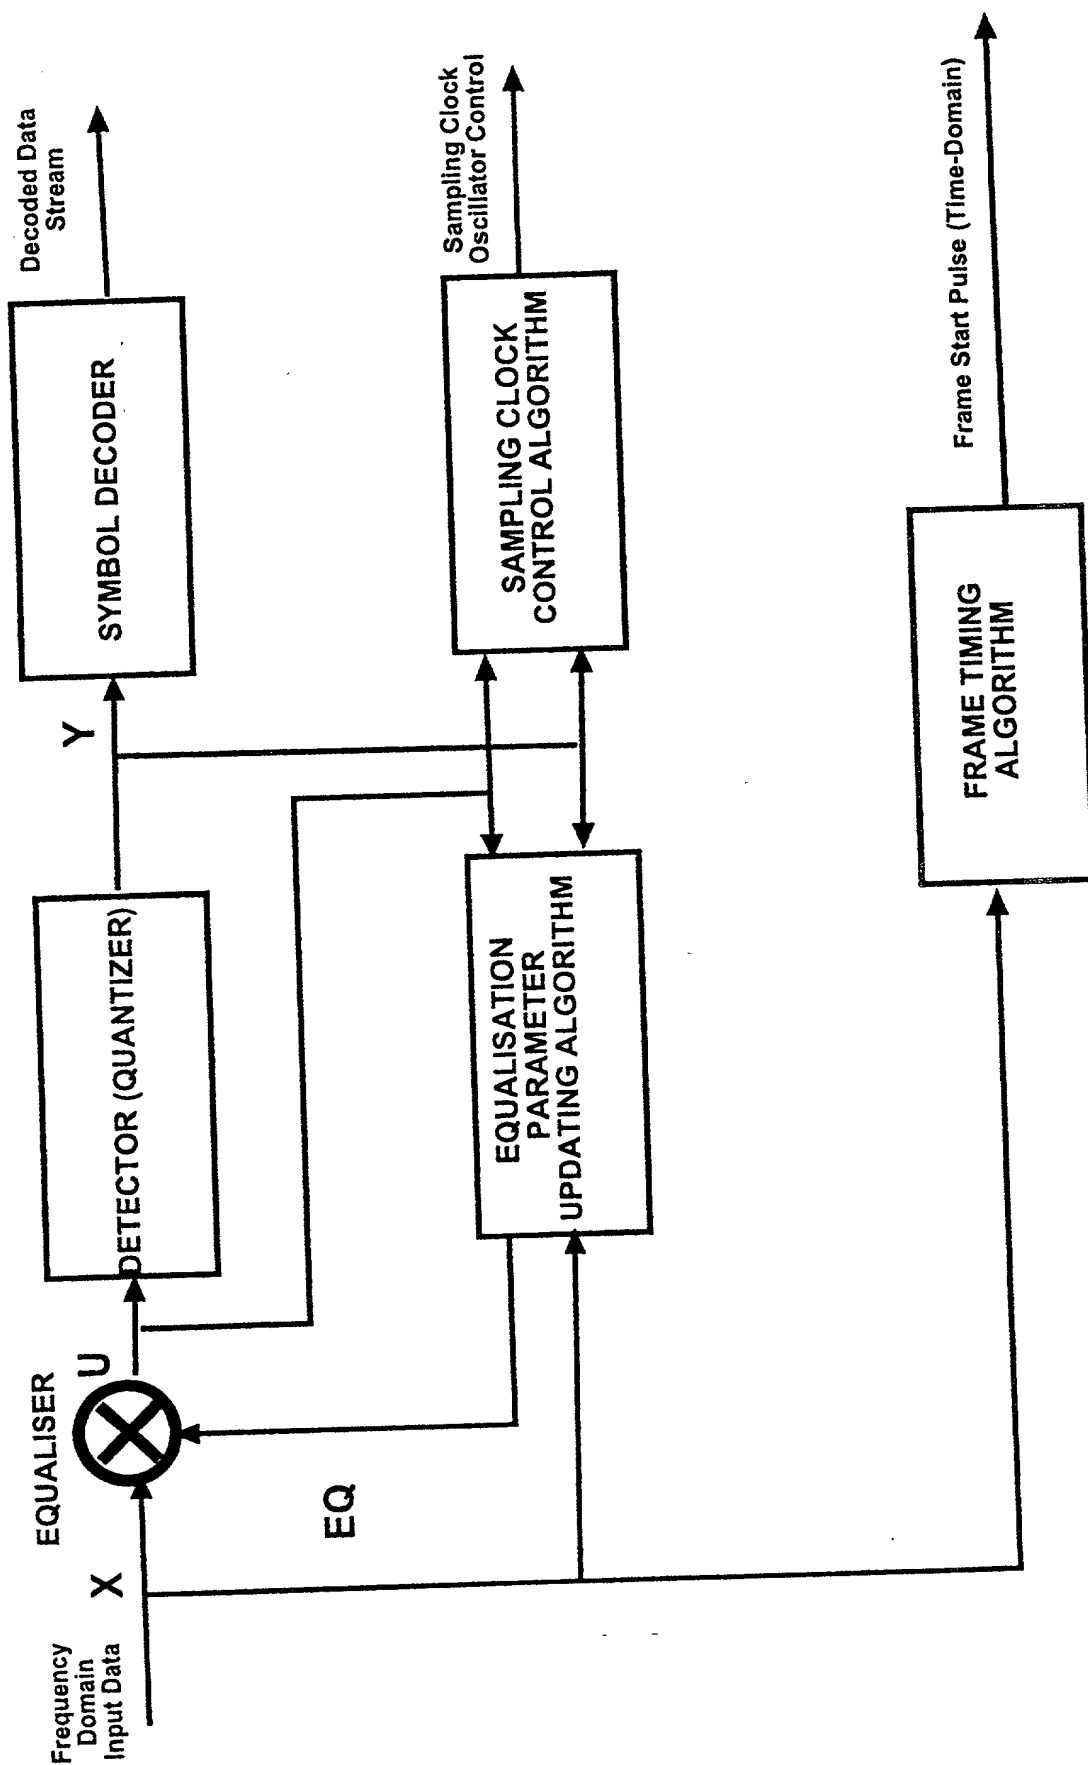 Frequency
Domain
Input Data
X
EQUALISER
U
DETECTOR (QUANTIZER)
Y
SYMBOL DECODER
Decoded Data
Stream
EQ
EQUALISATION
PARAMETER
UPDATING ALGORITHM
SAMPLING CLOCK
CONTROL ALGORITHM
Sampling Clock
Oscillator Control
FRAME TIMING
ALGORITHM
Frame Start Pulse (Time-Domain)